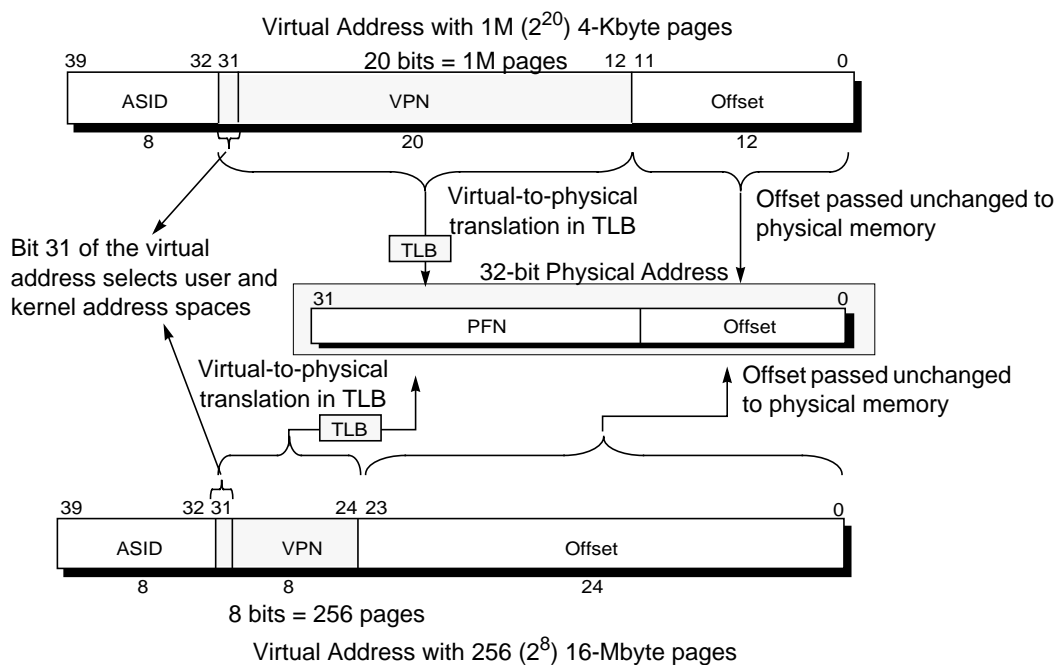 Virtual Address with 1M (2^20) 4-Kbyte pages
39 32 31 20 bits = 1M pages 12 11 0
ASID VPN Offset
8 20 12
Virtual-to-physical
translation in TLB
Offset passed unchanged to
physical memory
TLB
Bit 31 of the virtual
address selects user and
kernel address spaces
32-bit Physical Address
31 0
PFN Offset
Virtual-to-physical
translation in TLB
TLB
Offset passed unchanged
to physical memory
39 32 31 24 23 0
ASID VPN Offset
8 8 24
8 bits = 256 pages
Virtual Address with 256 (2^8) 16-Mbyte pages